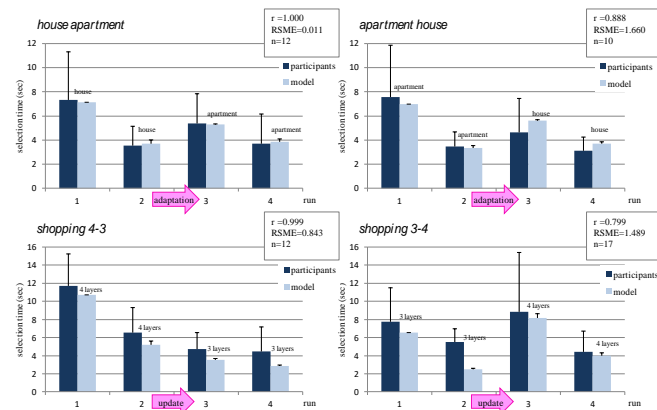 house apartment
r =1.000
RSME=0.011
n=12
participants
model
selection time (sec)
12
10
8
6
4
2
0
house
house
apartment
apartment
1
2
adaptation
3
4
run
apartment house
r =0.888
RSME=1.660
n=10
participants
model
selection time (sec)
12
10
8
6
4
2
0
apartment
apartment
house
house
1
2
adaptation
3
4
run
shopping 4-3
r =0.999
RSME=0.843
n=12
participants
model
selection time (sec)
16
14
12
10
8
6
4
2
0
4 layers
4 layers
3 layers
3 layers
1
2
update
3
4
run
shopping 3-4
r =0.799
RSME=1.489
n=17
participants
model
selection time (sec)
16
14
12
10
8
6
4
2
0
3 layers
3 layers
4 layers
4 layers
1
2
update
3
4
run